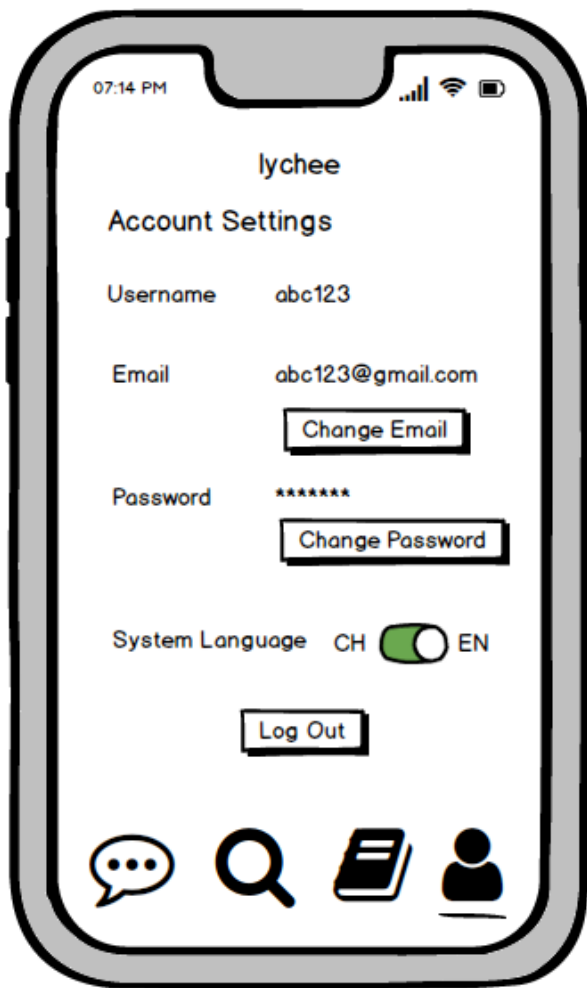 07:14 PM
lychee
Account Settings
Username abc123
Email abc123@gmail.com
Change Email
Password *******
Change Password
System Language CH EN
Log Out